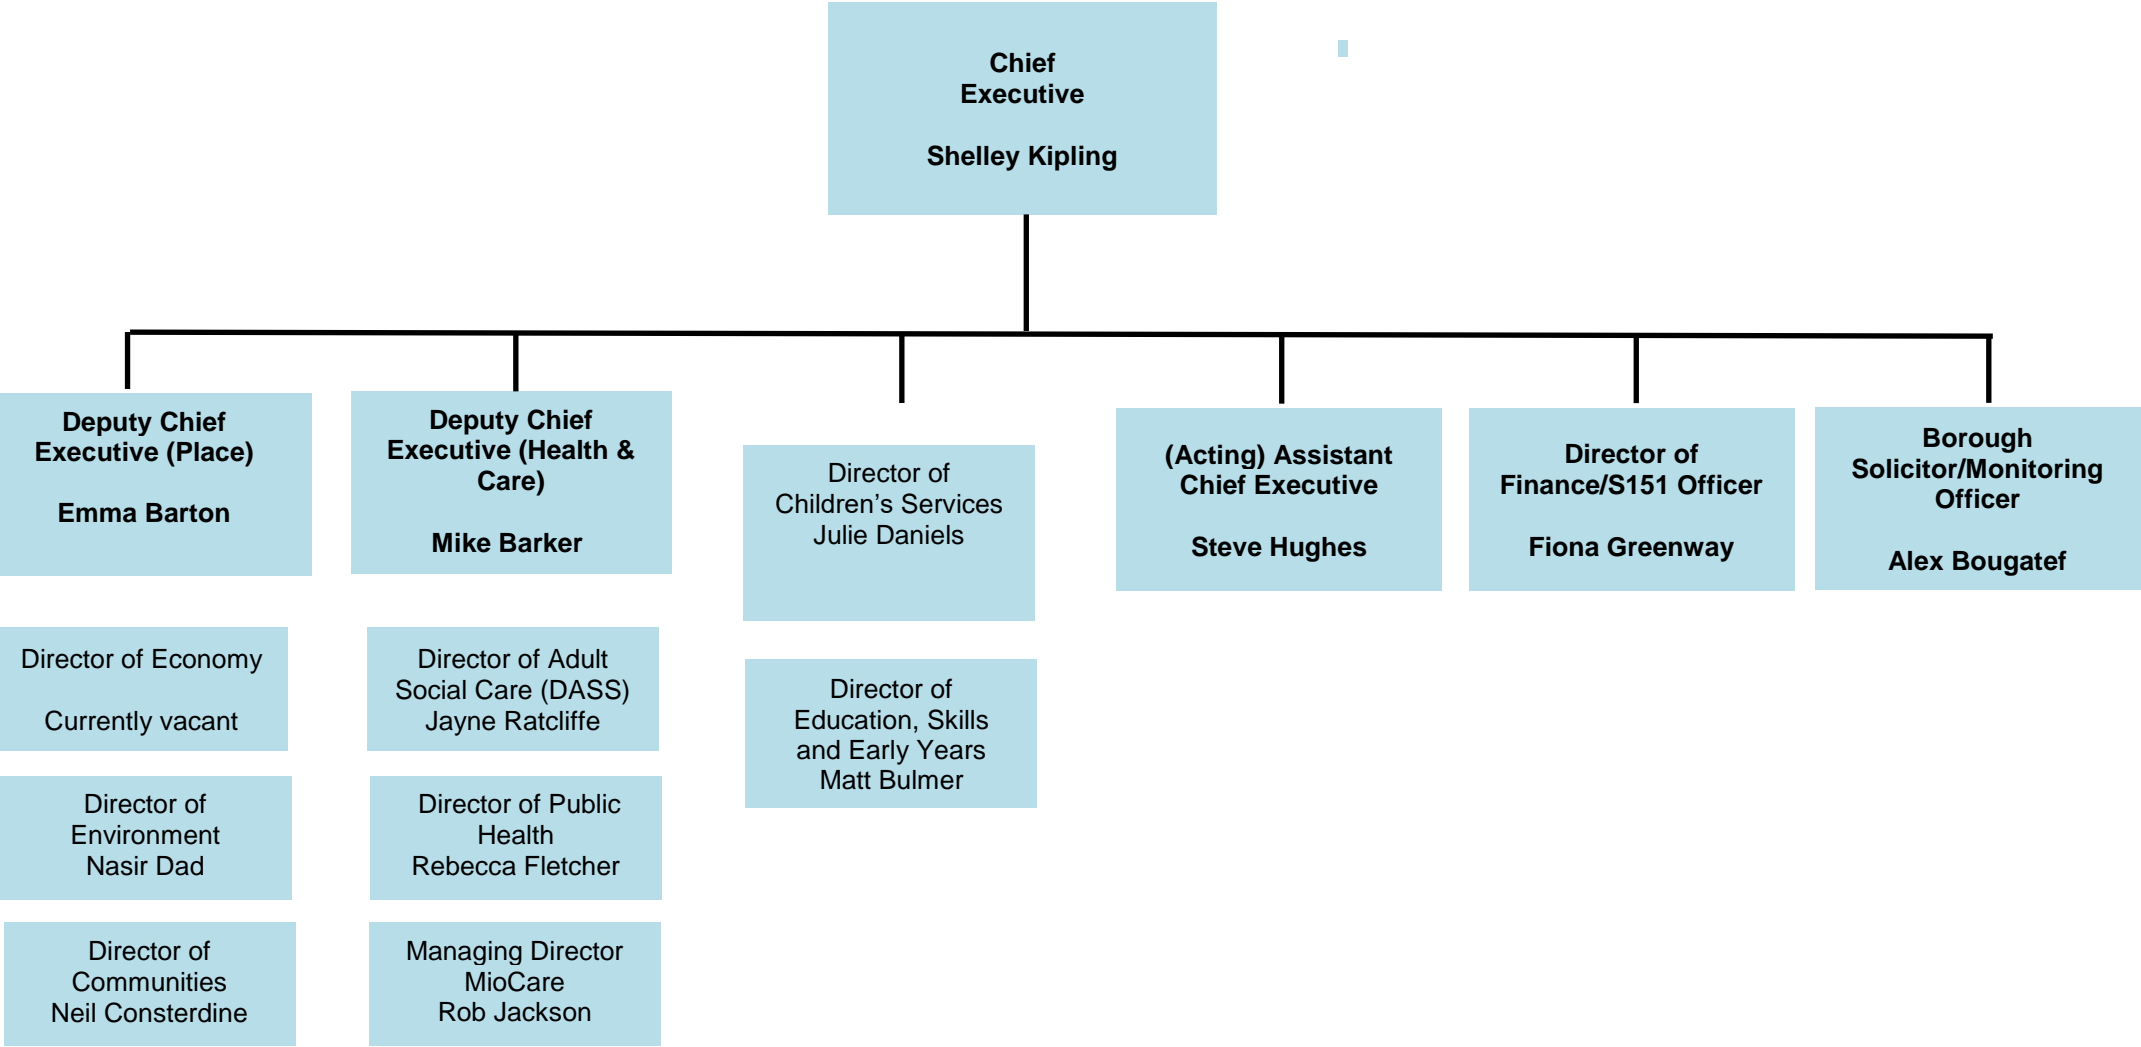 Chief
Executive
Shelley Kipling
Deputy Chief
Executive (Place)
Emma Barton
Deputy Chief
Executive (Health &
Care)
Mike Barker
Director of
Children’s Services
Julie Daniels
(Acting) Assistant
Chief Executive
Steve Hughes
Director of
Finance/S151 Officer
Fiona Greenway
Borough
Solicitor/Monitoring
Officer
Alex Bougatef
Director of Economy
Currently vacant
Director of Adult
Social Care (DASS)
Jayne Ratcliffe
Director of
Education, Skills
and Early Years
Matt Bulmer
Director of
Environment
Nasir Dad
Director of Public
Health
Rebecca Fletcher
Director of
Communities
Neil Consterdine
Managing Director
MioCare
Rob Jackson